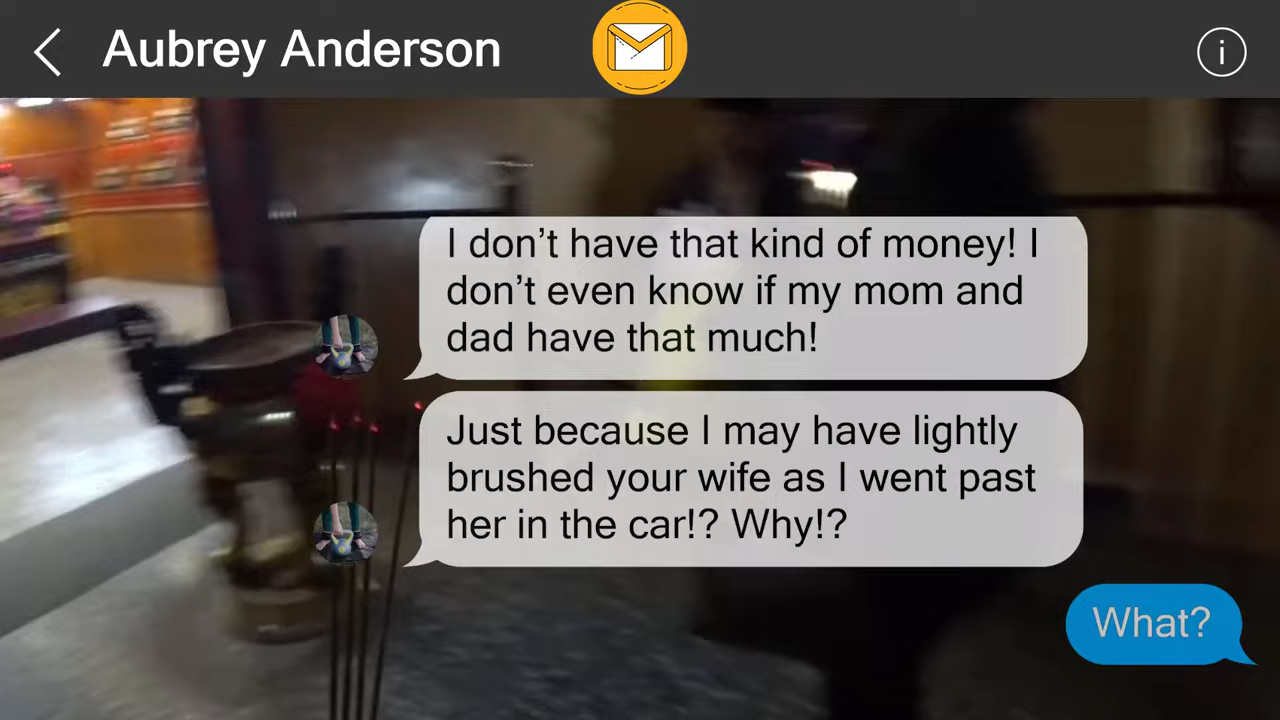 Aubrey Anderson
i
I don’t have that kind of money! I
don’t even know if my mom and
dad have that much!
Just because I may have lightly
brushed your wife as I went past
her in the car!? Why!?
What?